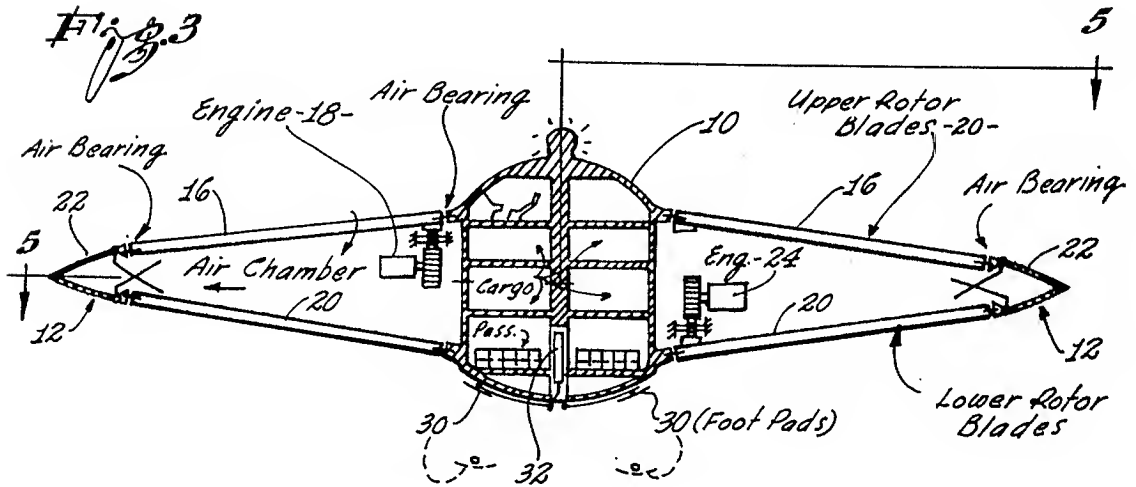 Fig. 3
5
Air Bearing
Engine -18-
10
Upper Rotor
Blades -20-
Air Bearing
Air Bearing
22
16
16
22
5
Air Chamber
Cargo
Eng.-24
12
20
20
12
Pass.
30
32
30 (Foot Pads)
Lower Rotor
Blades